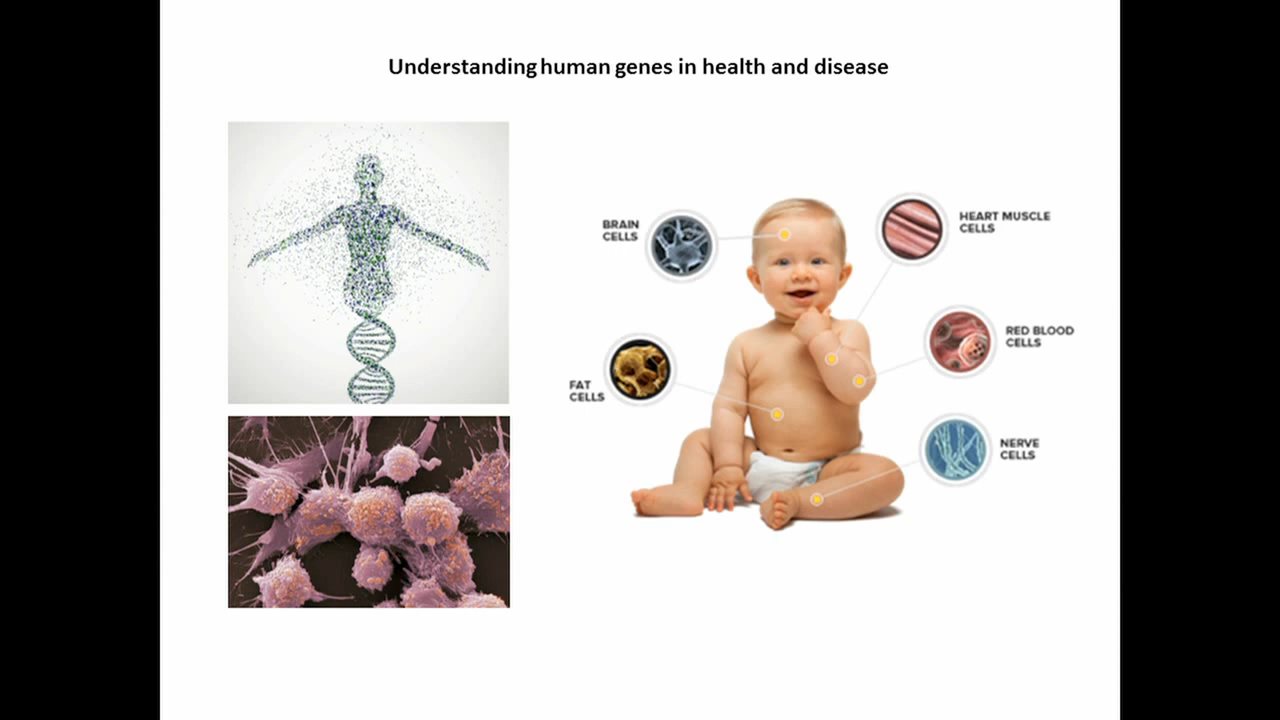 Understanding human genes in health and disease
BRAIN
CELLS
HEART MUSCLE
CELLS
RED BLOOD
CELLS
FAT
CELLS
NERVE
CELLS